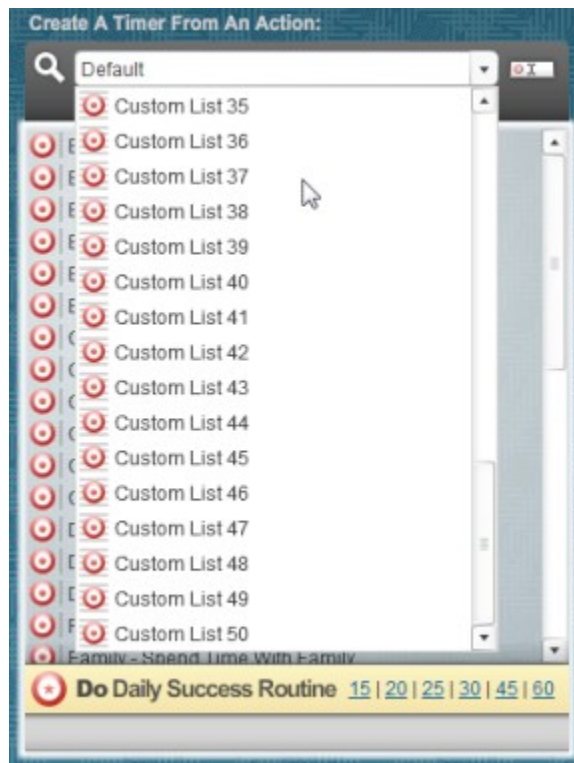 Create A Timer From An Action:
Default
Custom List 35
Custom List 36
Custom List 37
Custom List 38
Custom List 39
Custom List 40
Custom List 41
Custom List 42
Custom List 43
Custom List 44
Custom List 45
Custom List 46
Custom List 47
Custom List 48
Custom List 49
Custom List 50
Family - Spend Time With Family
Do Daily Success Routine 15 | 20 | 25 | 30 | 45 | 60